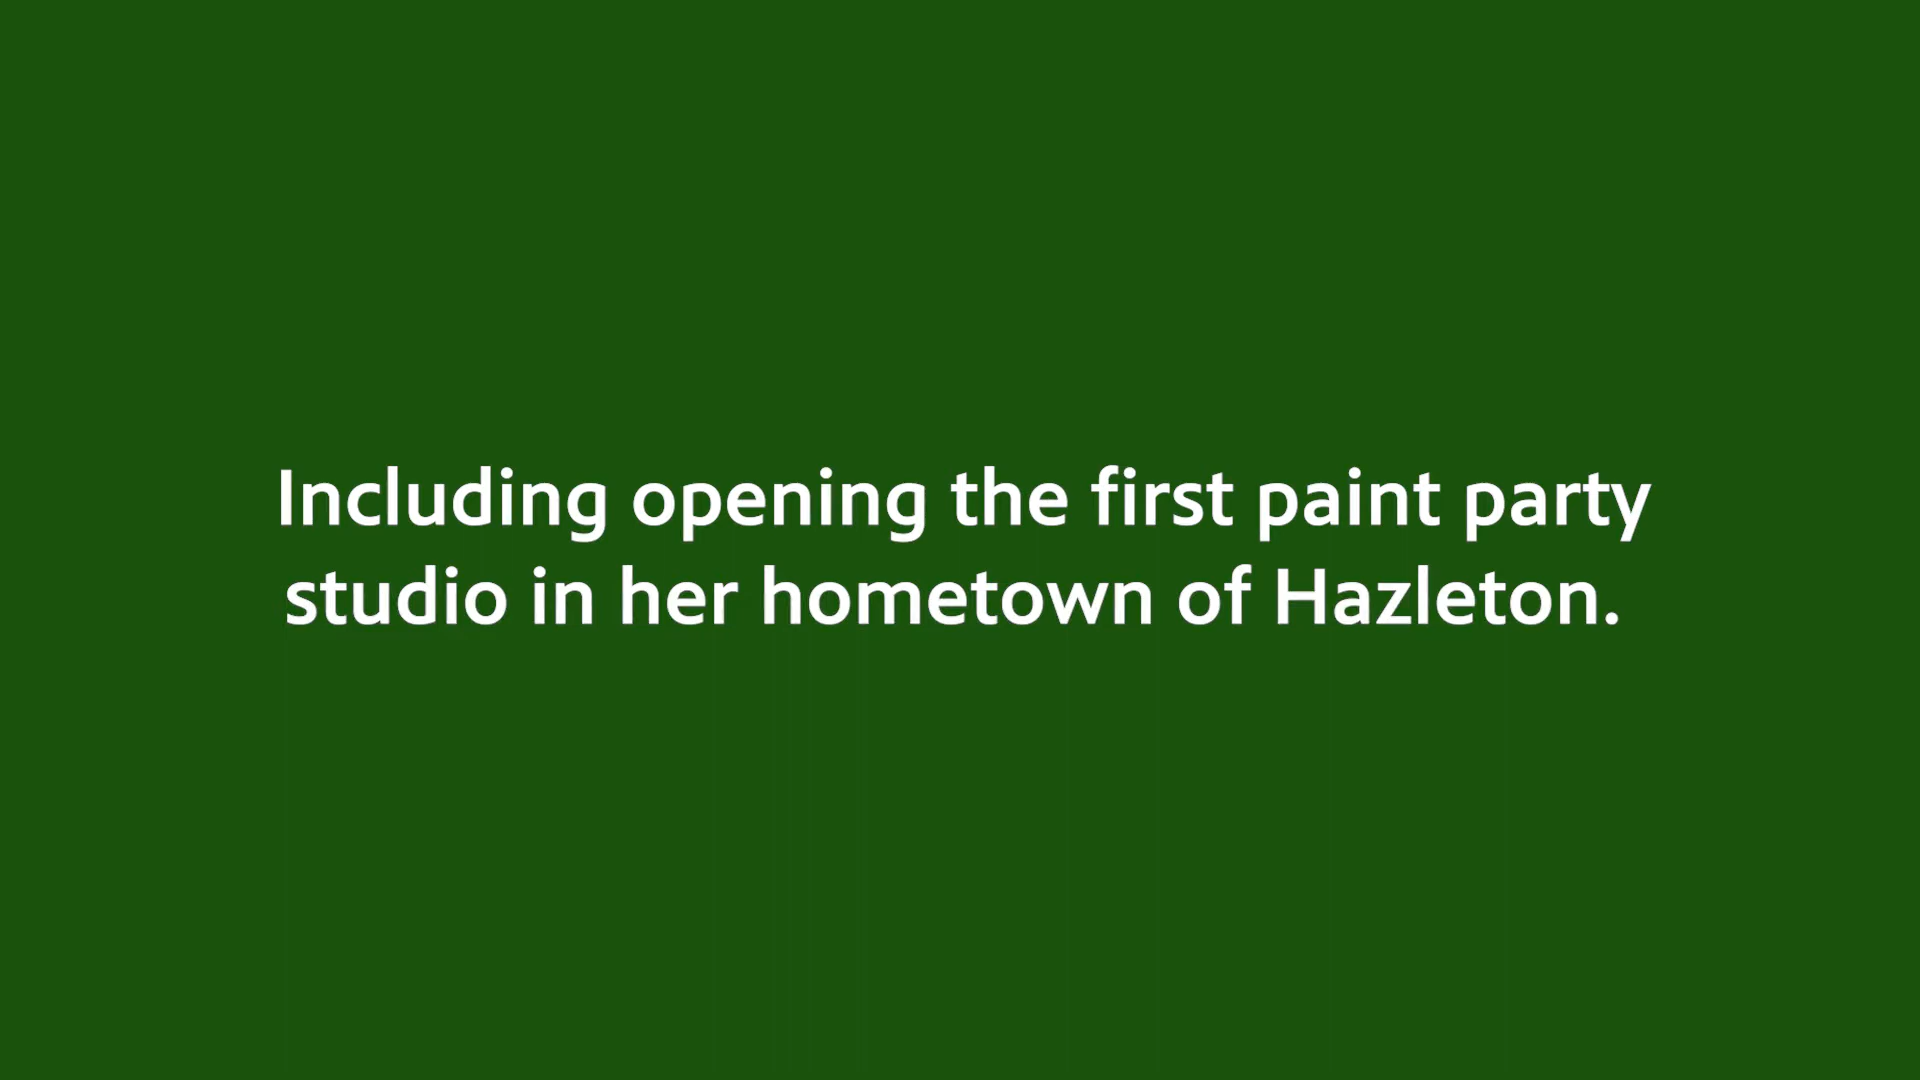 Including opening the first paint party
studio in her hometown of Hazleton.